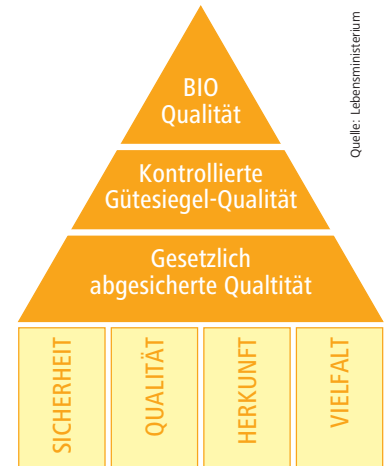 BIO
Qualität
Kontrollierte
Gütesiegel-Qualität
Gesetzlich
abgesicherte Qualtität
SICHERHEIT
QUALITÄT
HERKUNFT
VIELFALT
Quelle: Lebensministerium